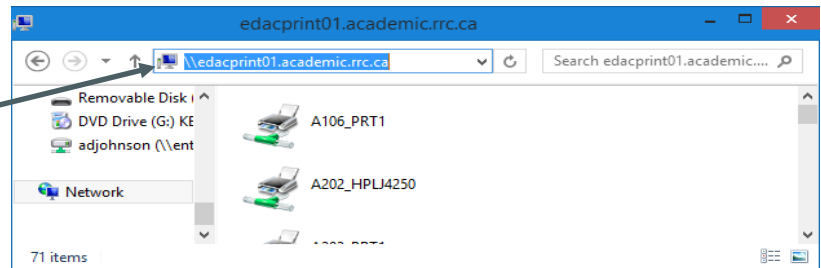 edacprint01.academic.rrc.ca
\\edacprint01.academic.rrc.ca
Search edacprint01.academic....
Removable Disk (
DVD Drive (G:) KE
adjohnson (\\ent
Network
A106_PRT1
A202_HPLJ4250
71 items